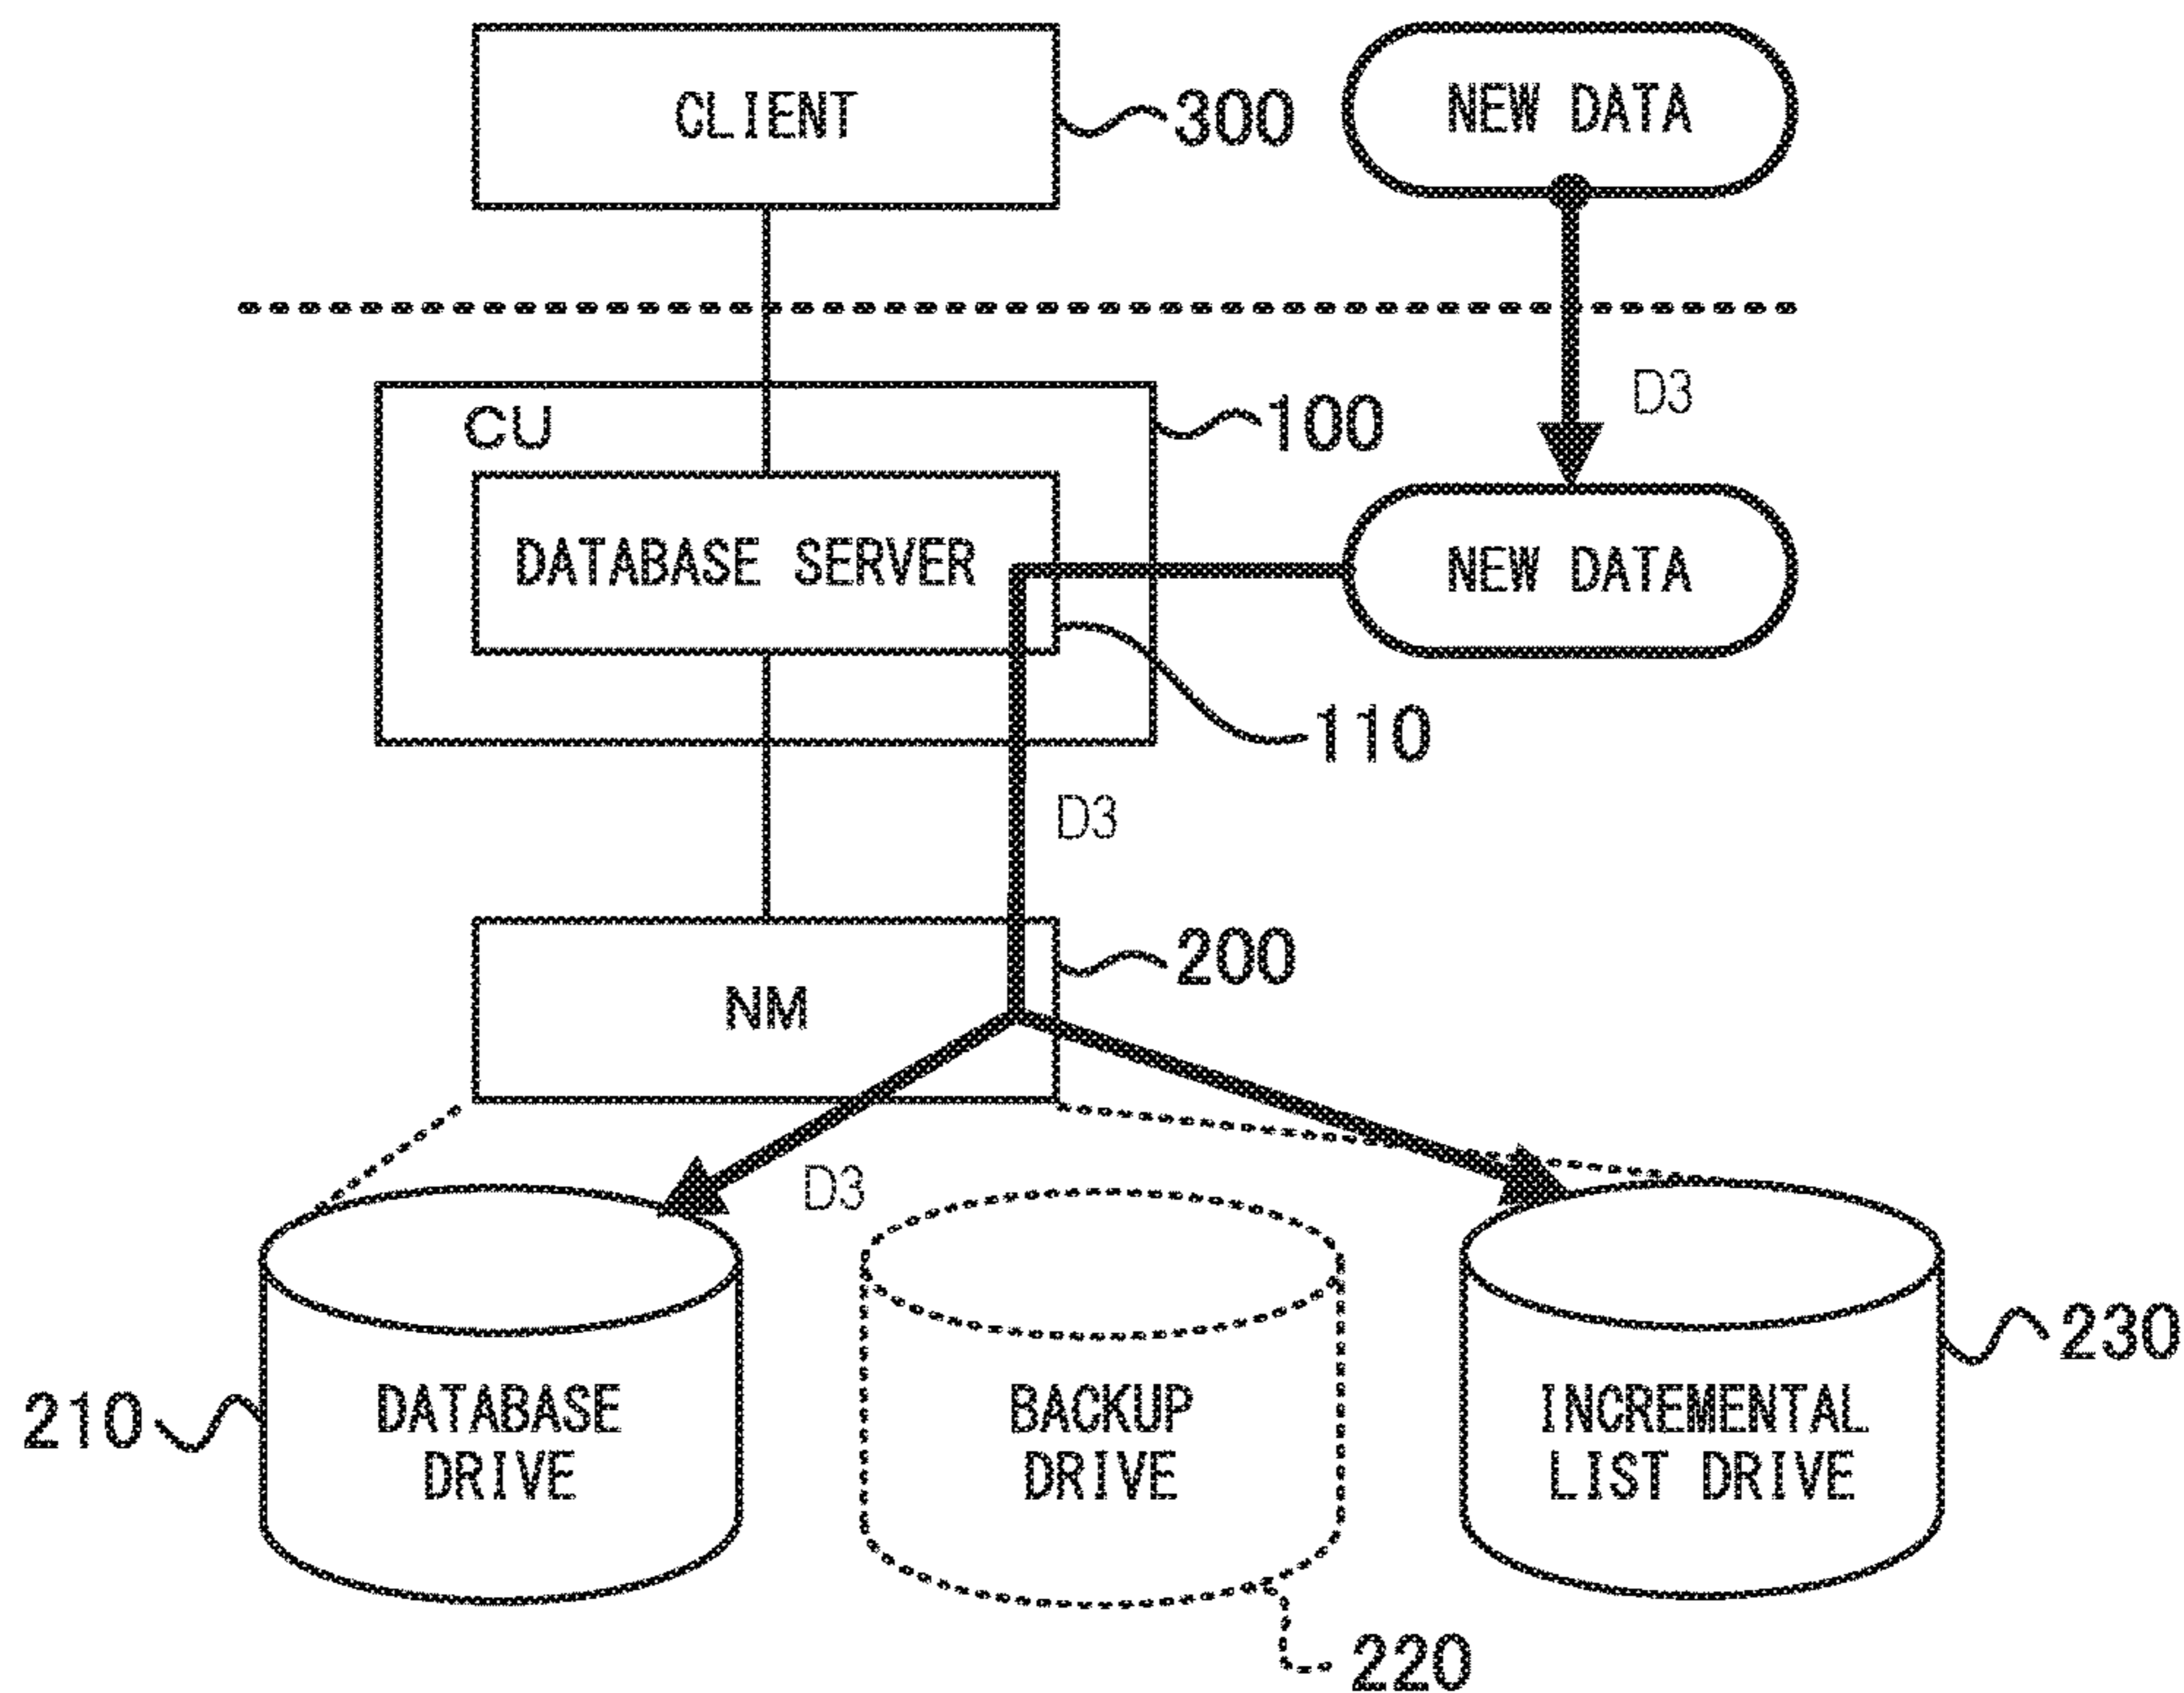 CLIENT
300
NEW DATA
CU
100
D3
DATABASE SERVER
NEW DATA
110
D3
200
NM
D3
210
DATABASE
DRIVE
BACKUP
DRIVE
INCREMENTAL
LIST DRIVE
230
220